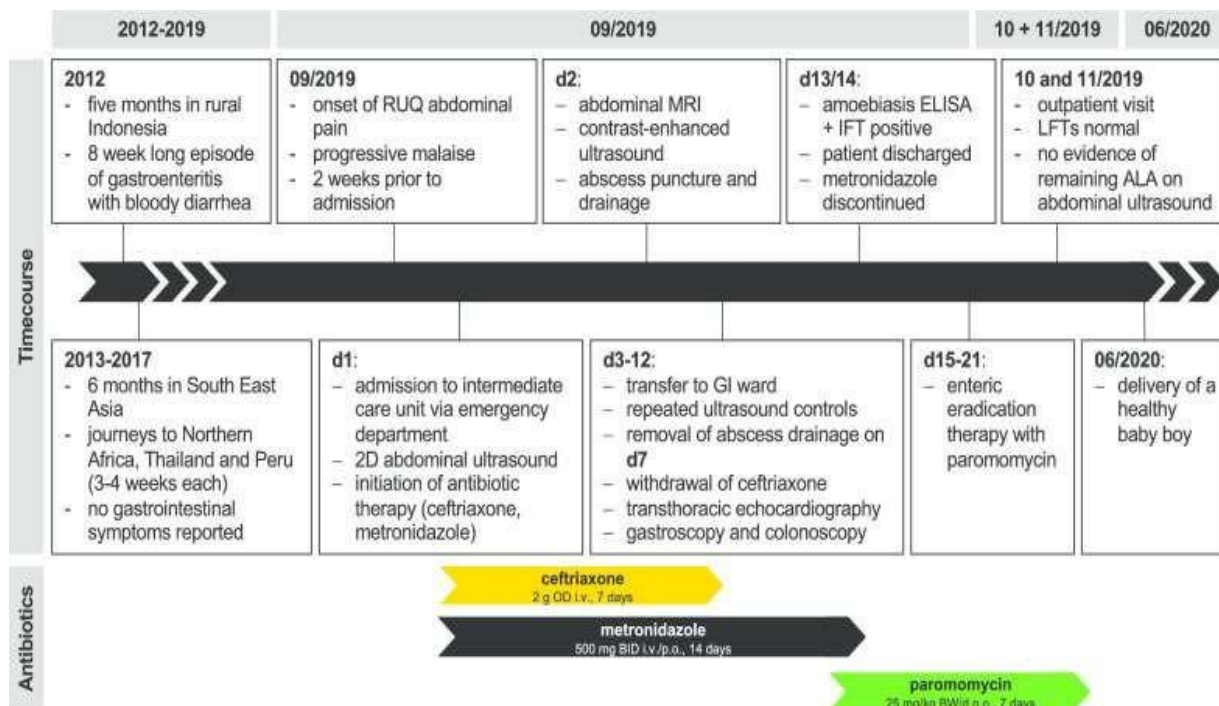 2012-2019
09/2019
10 + 11/2019
06/2020
Timecourse
2012
- five months in rural
Indonesia
- 8 week long episode
of gastroenteritis
with bloody diarrhea
09/2019
- onset of RUQ abdominal
pain
- progressive malaise
- 2 weeks prior to
admission
d2:
– abdominal MRI
– contrast-enhanced
ultrasound
– abscess puncture and
drainage
d13/14:
– amoebiasis ELISA
+ IFT positive
– patient discharged
– metronidazole
discontinued
10 and 11/2019
- outpatient visit
- LFTs normal
- no evidence of
remaining ALA on
abdominal ultrasound
2013-2017
- 6 months in South East
Asia
- journeys to Northern
Africa, Thailand and Peru
(3-4 weeks each)
- no gastrointestinal
symptoms reported
d1:
– admission to intermediate
care unit via emergency
department
– 2D abdominal ultrasound
– initiation of antibiotic
therapy (ceftriaxone,
metronidazole)
d3-12:
– transfer to GI ward
– repeated ultrasound controls
– removal of abscess drainage on
d7
– withdrawal of ceftriaxone
– transthoracic echocardiography
– gastroscopy and colonoscopy
d15-21:
– enteric
eradication
therapy with
paromomycin
06/2020:
– delivery of a
healthy
baby boy
Antibiotics
ceftriaxone
2 g OD i.v., 7 days
metronidazole
500 mg BID i.v./p.o., 14 days
paromomycin
25 mg/kg BW/d p.o., 7 days